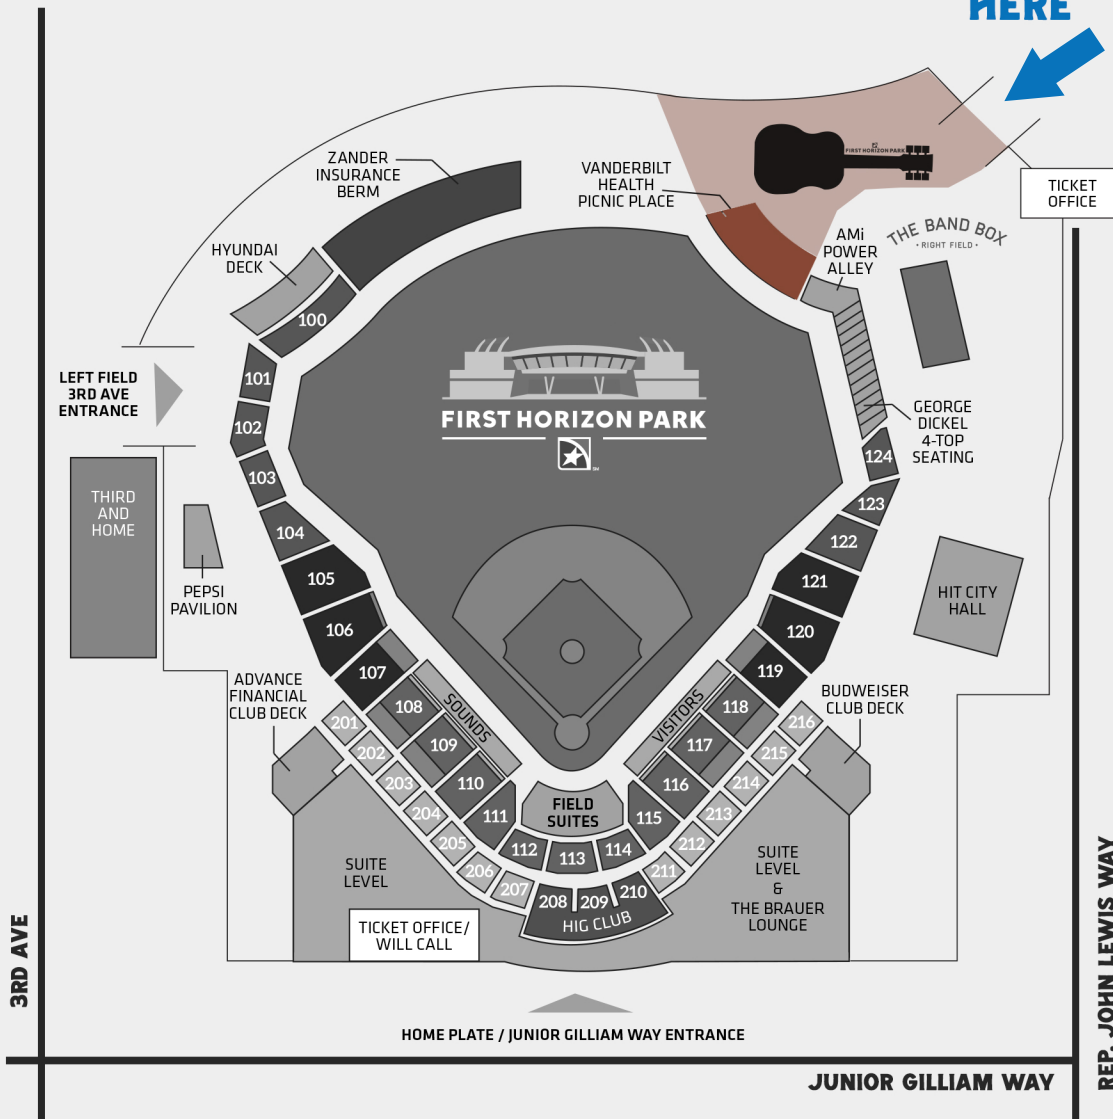 HERE
FIRST HORIZON PARK
TICKET
OFFICE
ZANDER
INSURANCE
BERM
VANDERBILT
HEALTH
PICNIC PLACE
THE BAND BOX
• RIGHT FIELD •
AMi
POWER
ALLEY
HYUNDAI
DECK
100
101
102
103
104
105
106
107
108
109
110
111
112
113
114
115
116
117
118
119
120
121
122
123
124
LEFT FIELD
3RD AVE
ENTRANCE
FIRST HORIZON PARK
SM
GEORGE
DICKEL
4-TOP
SEATING
THIRD
AND
HOME
PEPSI
PAVILION
HIT CITY
HALL
ADVANCE
FINANCIAL
CLUB DECK
SOUNDS
VISITORS
BUDWEISER
CLUB DECK
201
202
203
204
205
206
207
208
209
210
211
212
213
214
215
216
FIELD
SUITES
HIG CLUB
SUITE
LEVEL
SUITE
LEVEL
&
THE BRAUER
LOUNGE
TICKET OFFICE/
WILL CALL
HOME PLATE / JUNIOR GILLIAM WAY ENTRANCE
3RD AVE
JUNIOR GILLIAM WAY
REP. JOHN LEWIS WAY